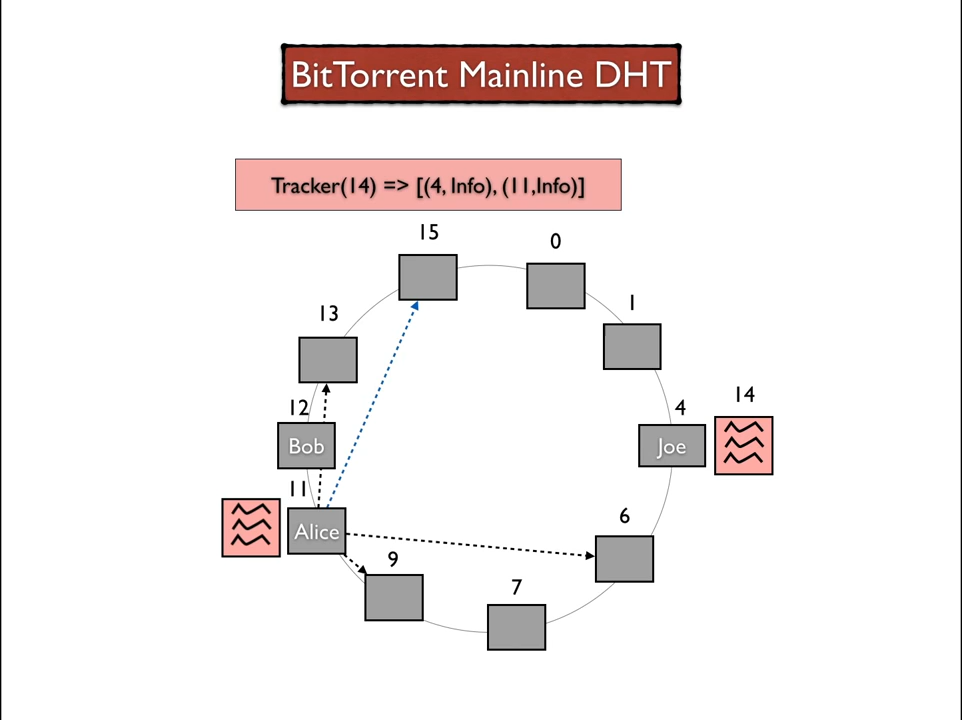 BitTorrent Mainline DHT
Tracker(14) => [(4, Info), (11,Info)]
15
0
13
1
14
12
4
Bob
Joe
11
Alice
6
9
7